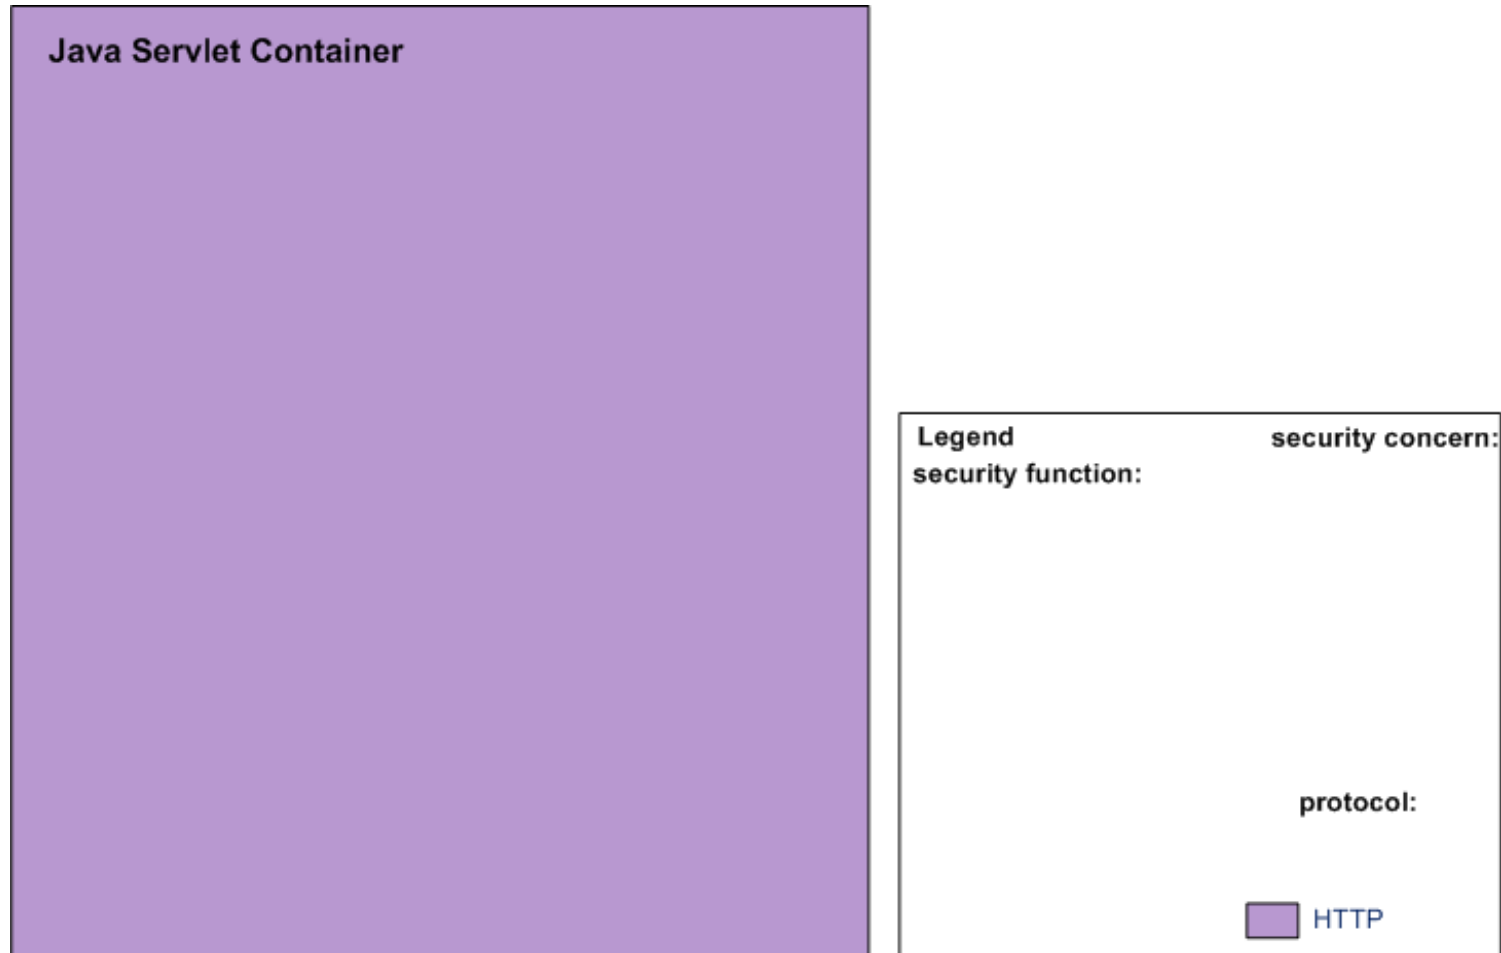 Java Servlet Container
Legend
security concern:
security function:
protocol:
HTTP